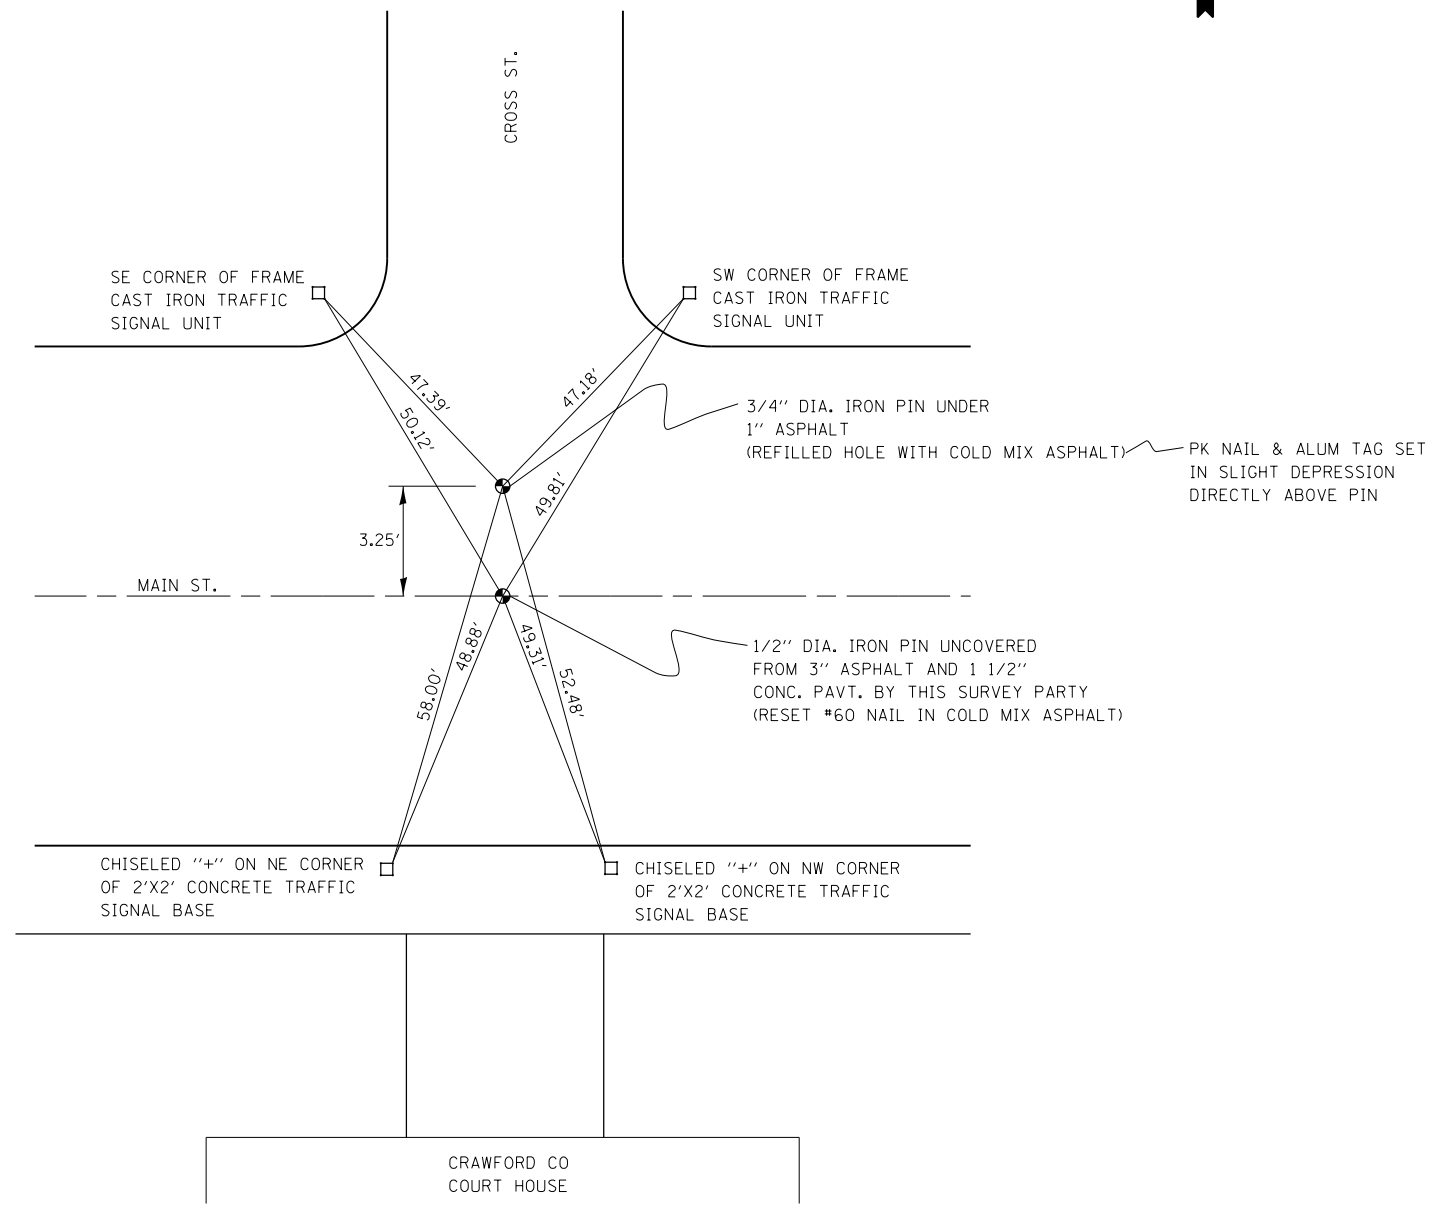 CROSS ST.
SE CORNER OF FRAME
CAST IRON TRAFFIC
SIGNAL UNIT
SW CORNER OF FRAME
CAST IRON TRAFFIC
SIGNAL UNIT
47.39'
47.18'
50.12'
49.81'
3/4" DIA. IRON PIN UNDER
1" ASPHALT
(REFILLED HOLE WITH COLD MIX ASPHALT)
PK NAIL & ALUM TAG SET
IN SLIGHT DEPRESSION
DIRECTLY ABOVE PIN
3.25'
MAIN ST.
48.88'
49.31'
58.00'
52.48'
1/2" DIA. IRON PIN UNCOVERED
FROM 3" ASPHALT AND 1 1/2"
CONC. PAVT. BY THIS SURVEY PARTY
(RESET #60 NAIL IN COLD MIX ASPHALT)
CHISELED "+" ON NE CORNER
OF 2'X2' CONCRETE TRAFFIC
SIGNAL BASE
CHISELED "+" ON NW CORNER
OF 2'X2' CONCRETE TRAFFIC
SIGNAL BASE
CRAWFORD CO
COURT HOUSE